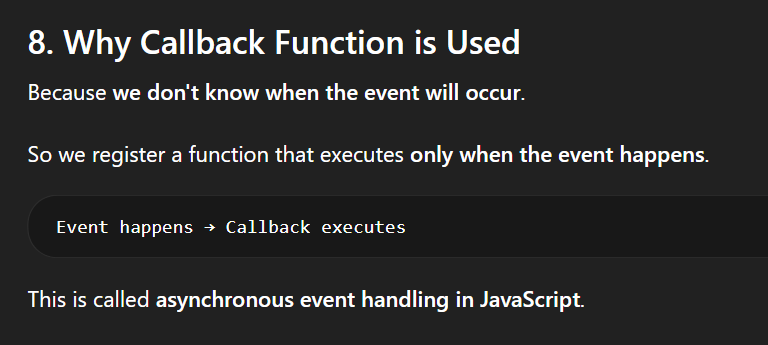 8. Why Callback Function is Used
Because we don't know when the event will occur.
So we register a function that executes only when the event happens.
Event happens → Callback executes
This is called asynchronous event handling in JavaScript.